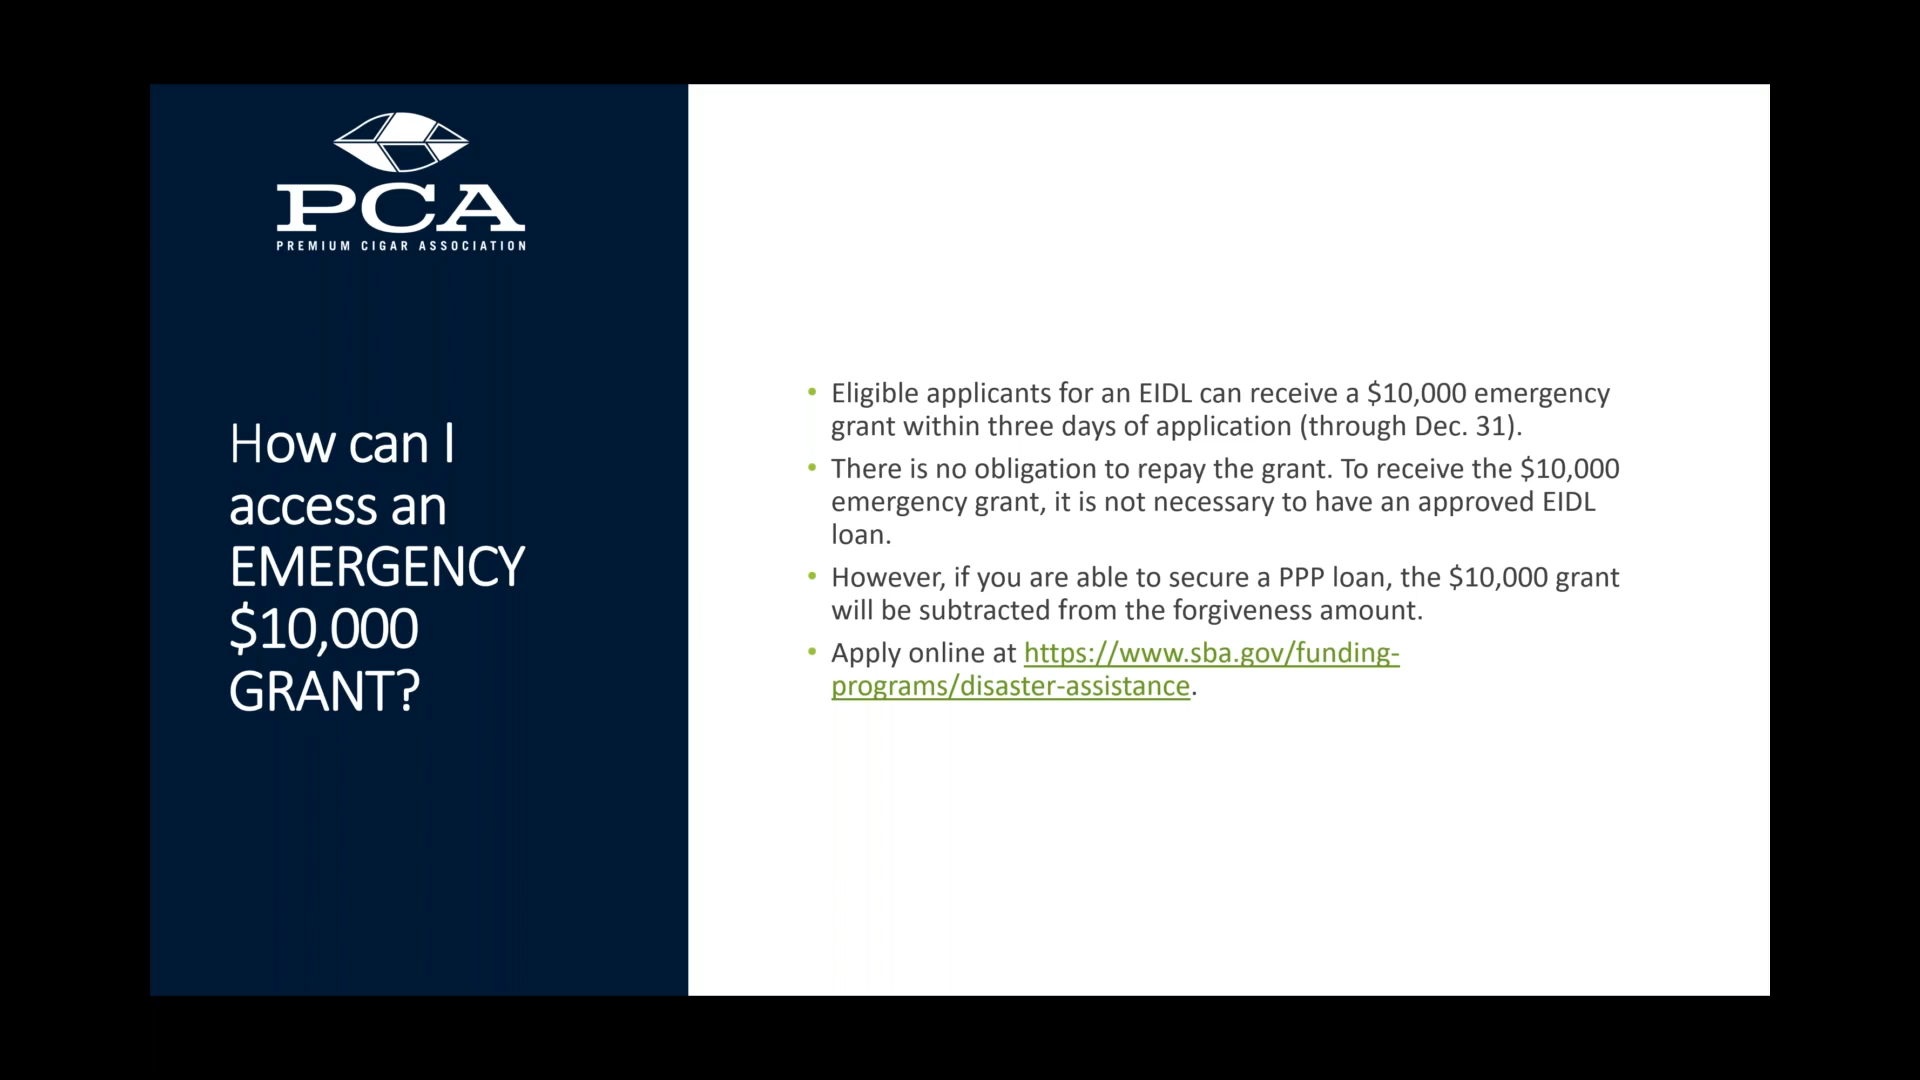 PCA
PREMIUM CIGAR ASSOCIATION
How can I
access an
EMERGENCY
$10,000
GRANT?
• Eligible applicants for an EIDL can receive a $10,000 emergency
grant within three days of application (through Dec. 31).
• There is no obligation to repay the grant. To receive the $10,000
emergency grant, it is not necessary to have an approved EIDL
loan.
• However, if you are able to secure a PPP loan, the $10,000 grant
will be subtracted from the forgiveness amount.
• Apply online at https://www.sba.gov/funding-
programs/disaster-assistance.